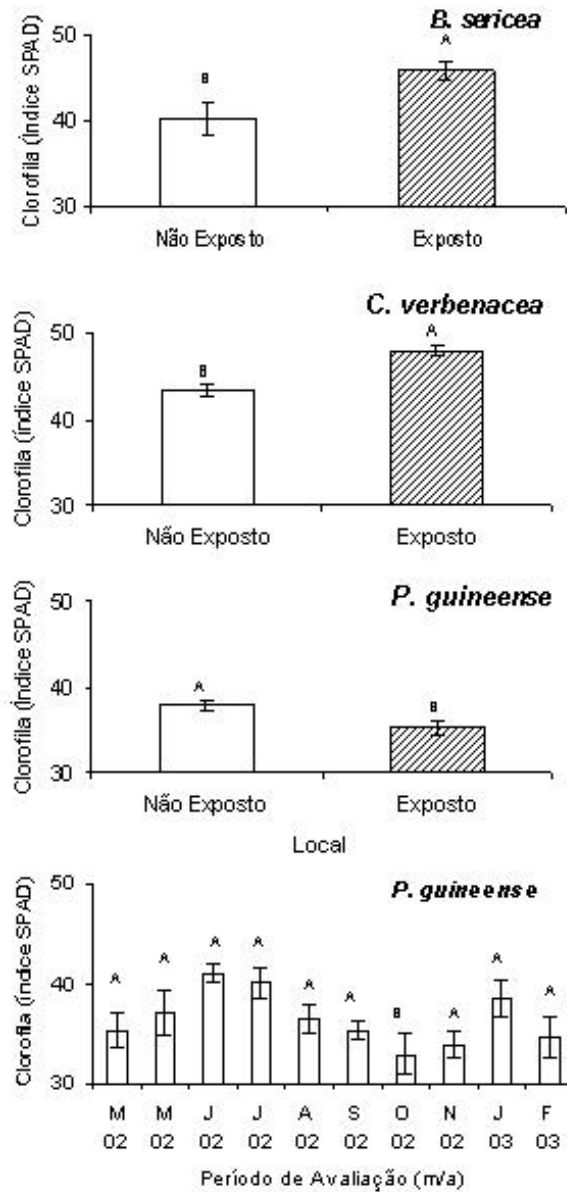 B. sericea
Clorofila (Índice SPAD)
50
40
30
B
A
Não Exposto
Exposto
C. verbenacea
Clorofila (índice SPAD)
50
40
30
B
A
Não Exposto
Exposto
P. guineense
Clorofila (Índice SPAD)
50
40
30
A
B
Não Exposto
Exposto
Local
P. guineense
Clorofila (Índice SPAD)
50
40
30
A A A A A A B A A A
M M J J A S O N J F
02 02 02 02 02 02 02 02 03 03
Período de Avaliação (m/a)